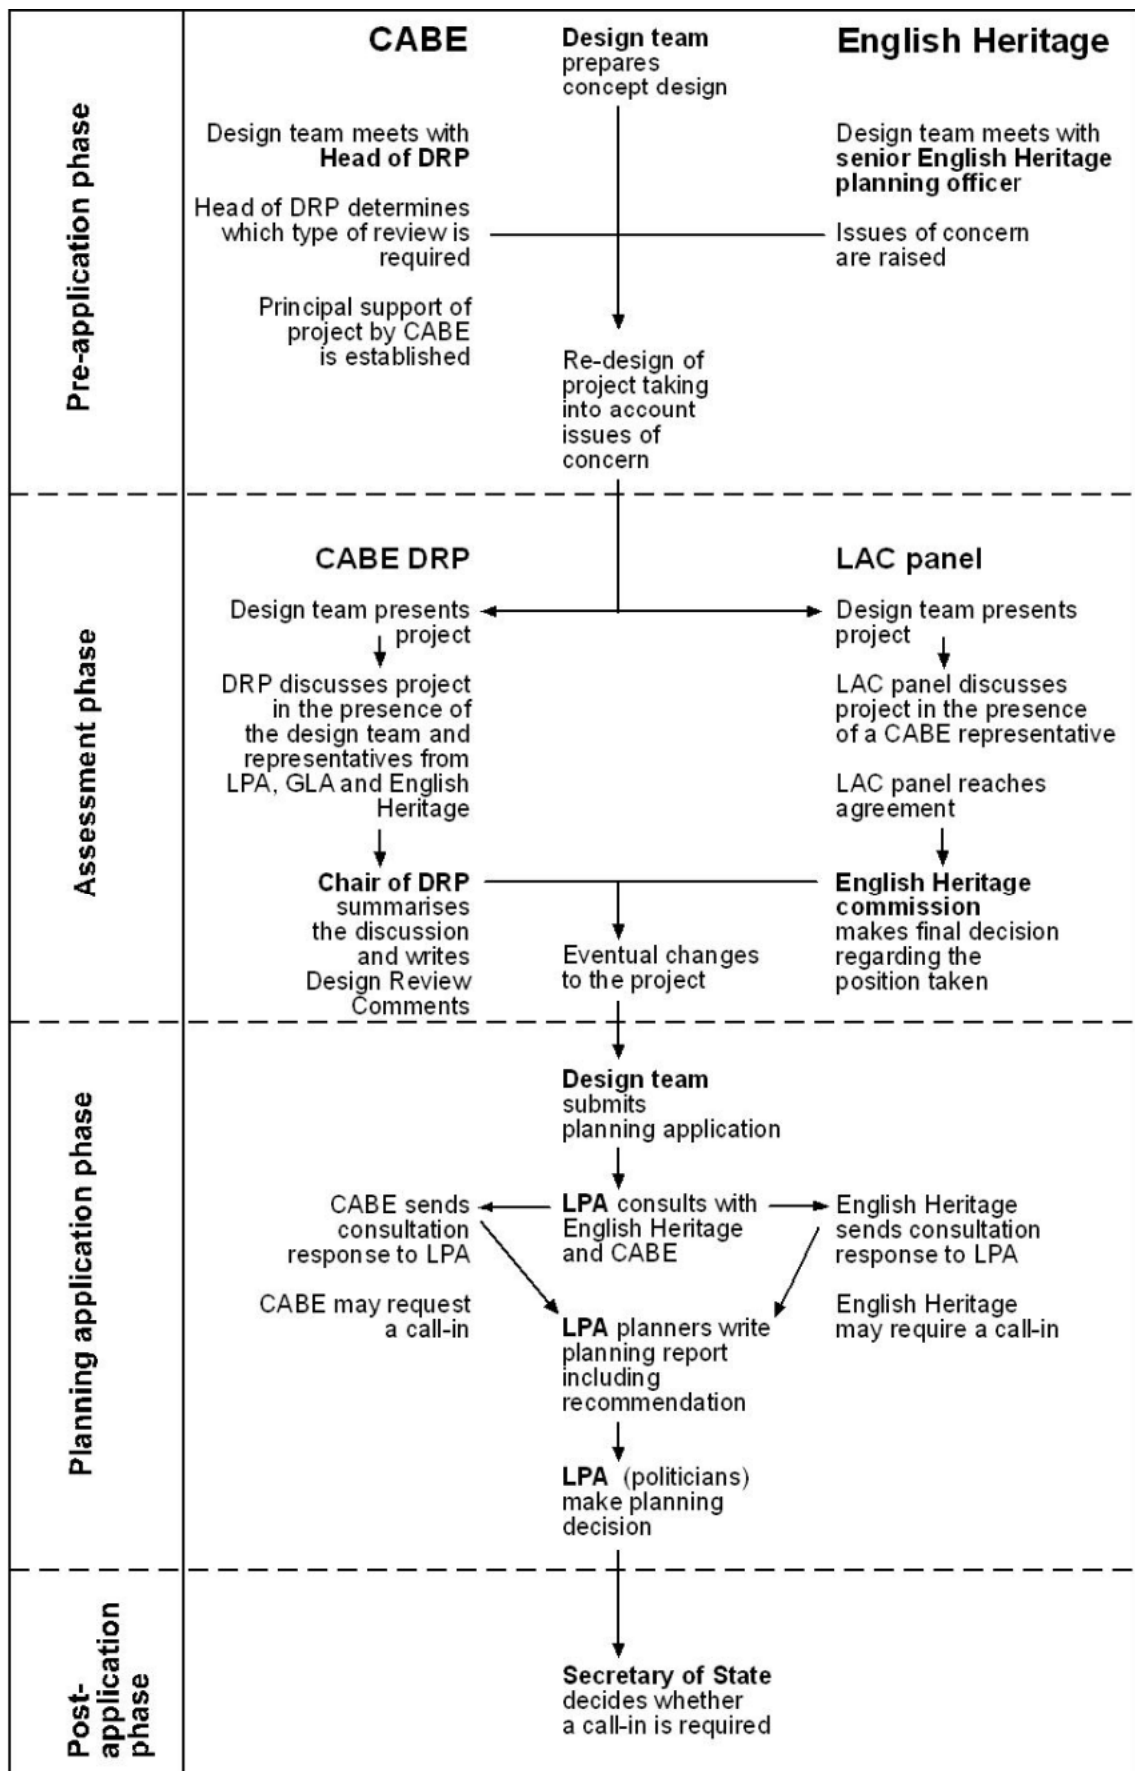 Pre-application phase
CABE
Design team meets with
Head of DRP
Head of DRP determines
which type of review is
required
Principal support of
project by CABE
is established
Design team
prepares
concept design
Re-design of
project taking
into account
issues of
concern
English Heritage
Design team meets with
senior English Heritage
planning officer
Issues of concern
are raised
Assessment phase
CABE DRP
Design team presents
project
DRP discusses project
in the presence of
the design team and
representatives from
LPA, GLA and English
Heritage
Chair of DRP
summarises
the discussion
and writes
Design Review
Comments
Eventual changes
to the project
LAC panel
Design team presents
project
LAC panel discusses
project in the presence
of a CABE representative
LAC panel reaches
agreement
English Heritage
commission
makes final decision
regarding the
position taken
Planning application phase
Design team
submits
planning application
CABE sends
consultation
response to LPA
CABE may request
a call-in
LPA consults with
English Heritage
and CABE
English Heritage
sends consultation
response to LPA
English Heritage
may require a call-in
LPA planners write
planning report
including
recommendation
LPA (politicians)
make planning
decision
Post-
application
phase
Secretary of State
decides whether
a call-in is required